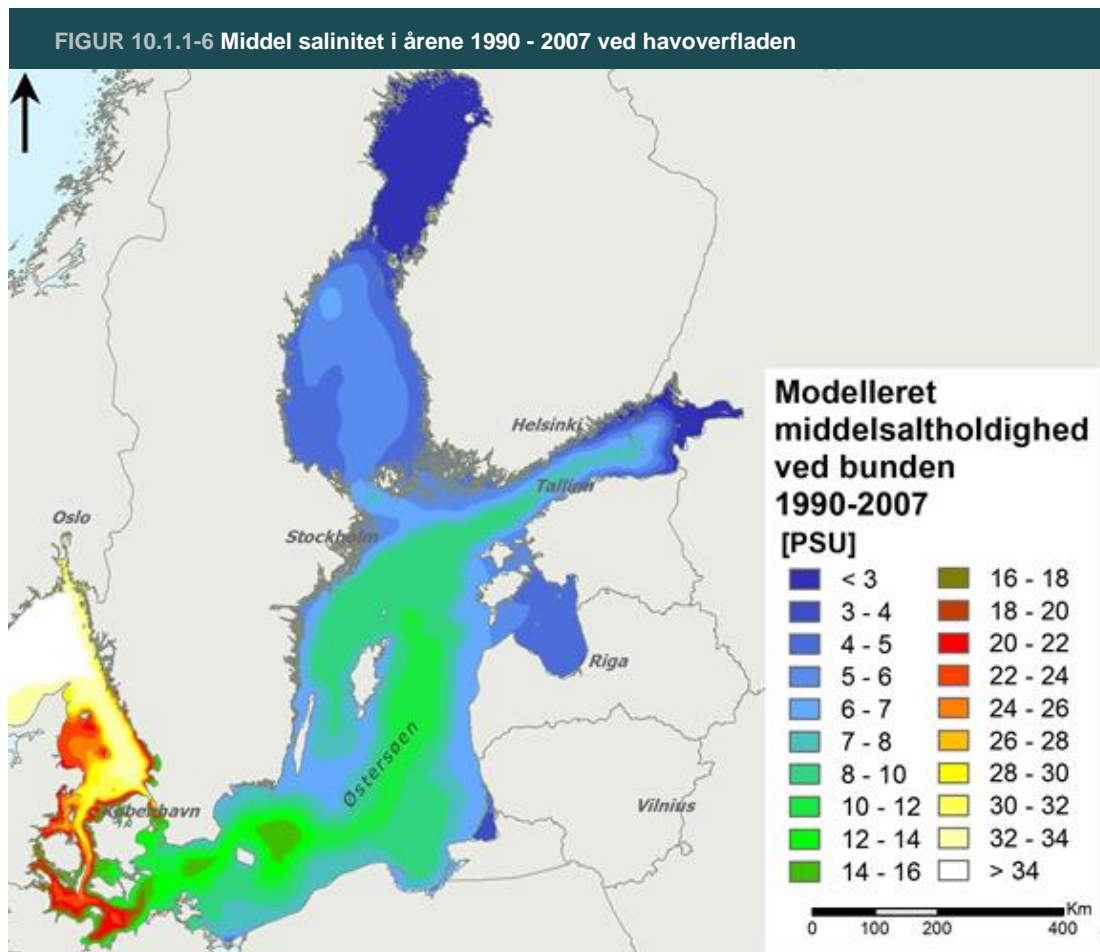 FIGUR 10.1.1-6 Middel salinitet i årene 1990 - 2007 ved havoverfladen
Helsinki
Tallinn
Oslo
Stockholm
Riga
Østersøen
København
Vilnius
Modelleret
middelsaltholdighed
ved bunden
1990-2007
[PSU]
< 3
3 - 4
4 - 5
5 - 6
6 - 7
7 - 8
8 - 10
10 - 12
12 - 14
14 - 16
16 - 18
18 - 20
20 - 22
22 - 24
24 - 26
26 - 28
28 - 30
30 - 32
32 - 34
> 34
Km
0 100 200 400